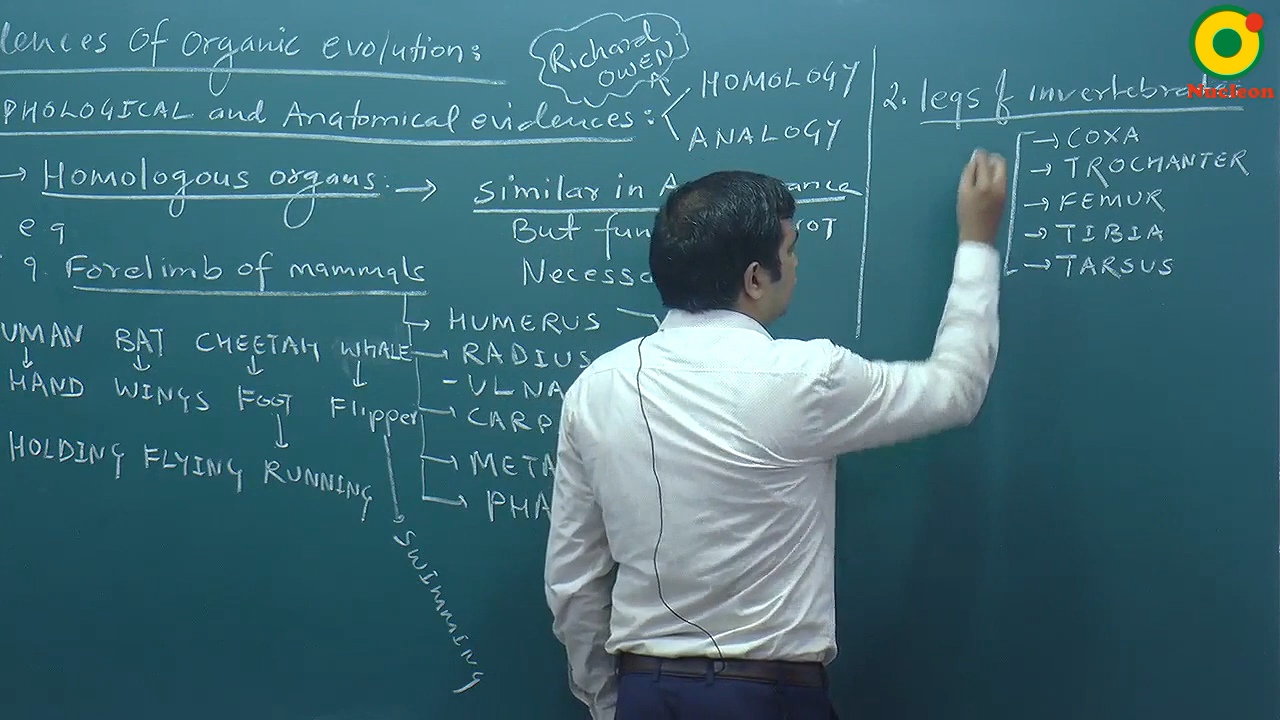 lences of organic evolution:
Richard
OWEN
PHOLOGICAL and Anatomical evidences:
HOMOLOGY
ANALOGY
→ Homologous organs: →
Similar in A
But fun
Necess
e g
9. Forelimb of mammals
HUMERUS
RADIUS
- ULNA
CARP
META
PHA
UMAN BAT CHEETAH WHALE
HAND WINGS FOOT Flipper
HOLDING FLYING RUNNING
SWIMMING
2. legs of invertebrate
→ COXA
→ TROCHANTER
→ FEMUR
→ TIBIA
→ TARSUS
Nucleon